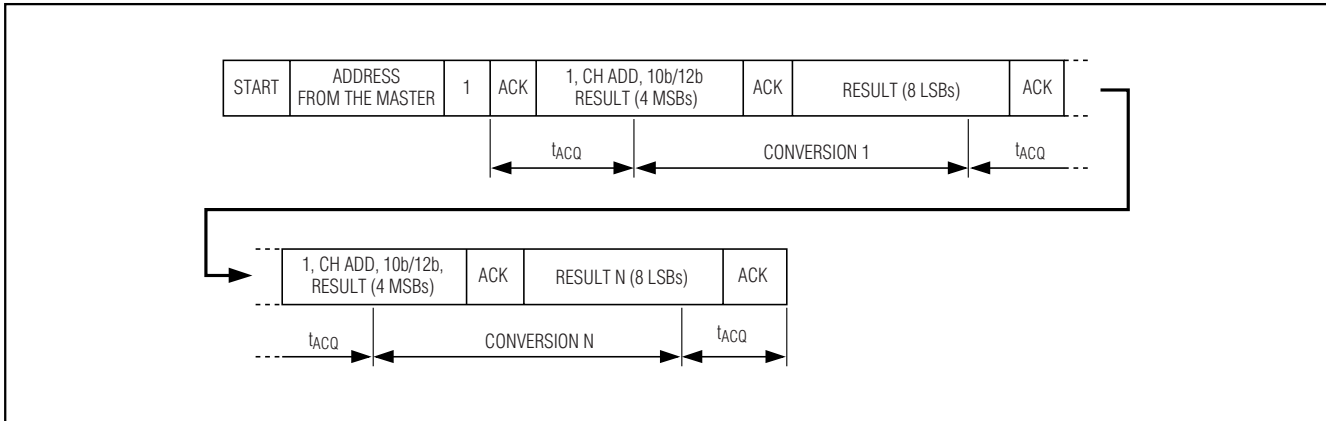 START
ADDRESS
FROM THE MASTER
1
ACK
1, CH ADD, 10b/12b
RESULT (4 MSBs)
ACK
RESULT (8 LSBs)
ACK
tACQ
CONVERSION 1
tACQ
1, CH ADD, 10b/12b,
RESULT (4 MSBs)
ACK
RESULT N (8 LSBs)
ACK
tACQ
CONVERSION N
tACQ